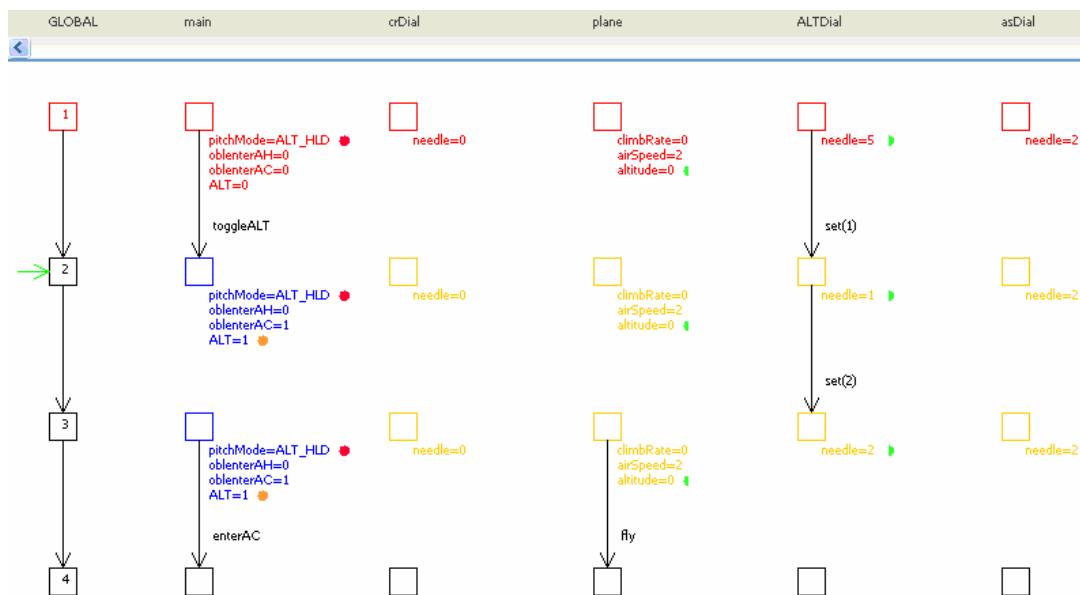 GLOBAL main crDial plane ALTDial asDial
1
pitchMode=ALT_HLD needle=0 climbRate=0 needle=5 needle=2
oblenterAH=0 airSpeed=2
oblenterAC=0 altitude=0
ALT=0
toggleALT set(1)
2
pitchMode=ALT_HLD needle=0 climbRate=0 needle=1 needle=2
oblenterAH=0 airSpeed=2
oblenterAC=1 altitude=0
ALT=1
set(2)
3
pitchMode=ALT_HLD needle=0 climbRate=0 needle=2 needle=2
oblenterAH=0 airSpeed=2
oblenterAC=1 altitude=0
ALT=1
enterAC fly
4